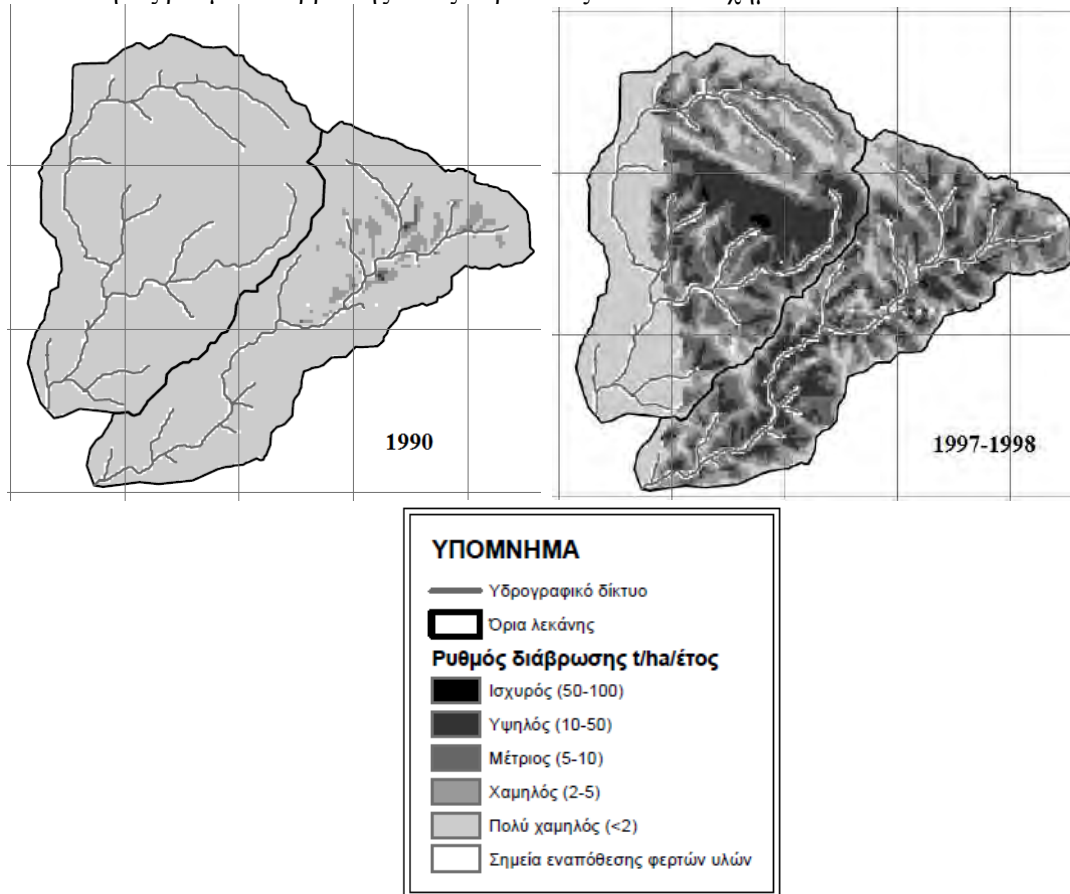 1990
1997-1998
ΥΠΟΜΝΗΜΑ
Υδρογραφικό δίκτυο
Όρια λεκάνης
Ρυθμός διάβρωσης t/ha/έτος
Ισχυρός (50-100)
Υψηλός (10-50)
Μέτριος (5-10)
Χαμηλός (2-5)
Πολύ χαμηλός (<2)
Σημεία εναπόθεσης φερτών υλών